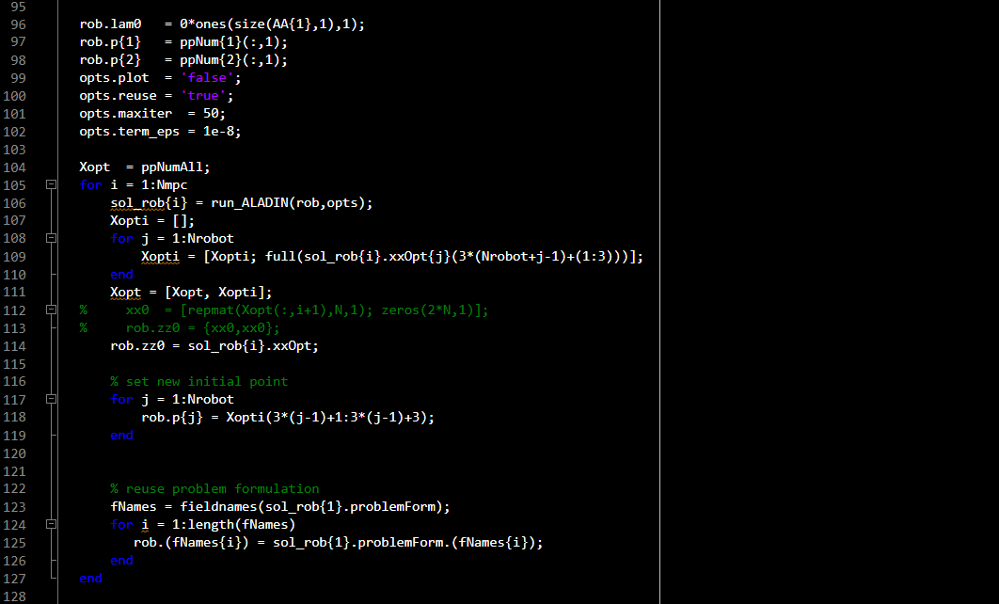 95
96 rob.lam0   = 0*ones(size(AA{1},1),1);
97 rob.p{1}   = ppNum{1}(:,1);
98 rob.p{2}   = ppNum{2}(:,1);
99 opts.plot  = 'false';
100 opts.reuse = 'true';
101 opts.maxiter  = 50;
102 opts.term_eps = 1e-8;
103
104 Xopt  = ppNumAll;
105 for i = 1:Nmpc
106     sol_rob{i} = run_ALADIN(rob,opts);
107     Xopti = [];
108     for j = 1:Nrobot
109         Xopti = [Xopti; full(sol_rob{i}.xxOpt{j}(3*(Nrobot+j-1)+(1:3)))];
110     end
111     Xopt = [Xopt, Xopti];
112 %     xx0  = [repmat(Xopt(:,i+1),N,1); zeros(2*N,1)];
113 %     rob.zz0 = {xx0,xx0};
114     rob.zz0 = sol_rob{i}.xxOpt;
115
116     % set new initial point
117     for j = 1:Nrobot
118         rob.p{j} = Xopti(3*(j-1)+1:3*(j-1)+3);
119     end
120
121
122     % reuse problem formulation
123     fNames = fieldnames(sol_rob{1}.problemForm);
124     for i = 1:length(fNames)
125        rob.(fNames{i}) = sol_rob{1}.problemForm.(fNames{i});
126     end
127 end
128